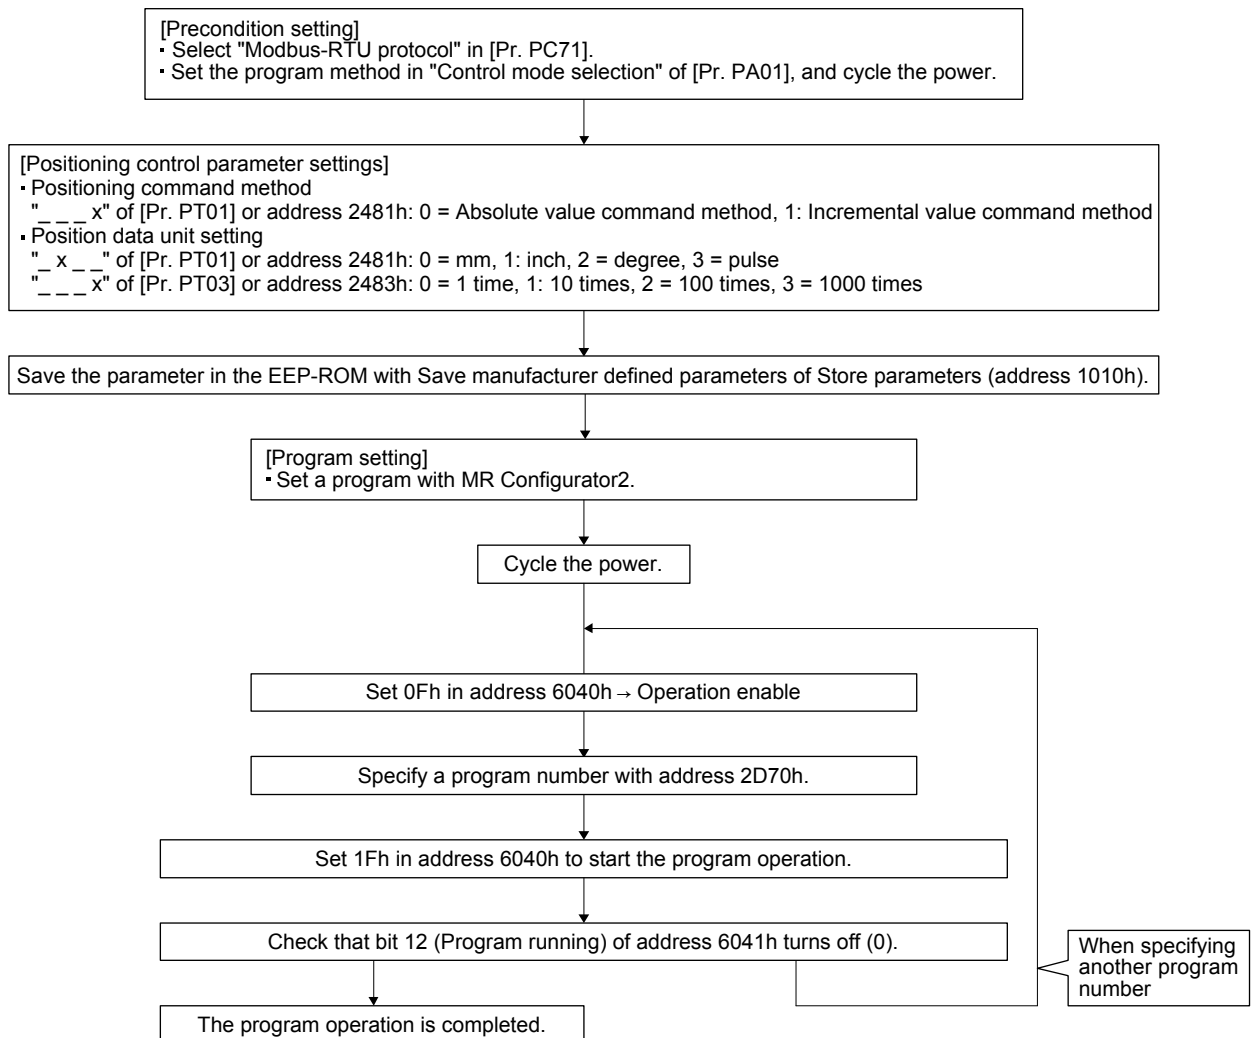 [Precondition setting]
▪ Select "Modbus-RTU protocol" in [Pr. PC71].
▪ Set the program method in "Control mode selection" of [Pr. PA01], and cycle the power.
[Positioning control parameter settings]
▪ Positioning command method
"_ _ _ x" of [Pr. PT01] or address 2481h: 0 = Absolute value command method, 1: Incremental value command method
▪ Position data unit setting
"_ x _ _" of [Pr. PT01] or address 2481h: 0 = mm, 1: inch, 2 = degree, 3 = pulse
"_ _ _ x" of [Pr. PT03] or address 2483h: 0 = 1 time, 1: 10 times, 2 = 100 times, 3 = 1000 times
Save the parameter in the EEP-ROM with Save manufacturer defined parameters of Store parameters (address 1010h).
[Program setting]
▪ Set a program with MR Configurator2.
Cycle the power.
Set 0Fh in address 6040h → Operation enable
Specify a program number with address 2D70h.
Set 1Fh in address 6040h to start the program operation.
Check that bit 12 (Program running) of address 6041h turns off (0).
When specifying
another program
number
The program operation is completed.